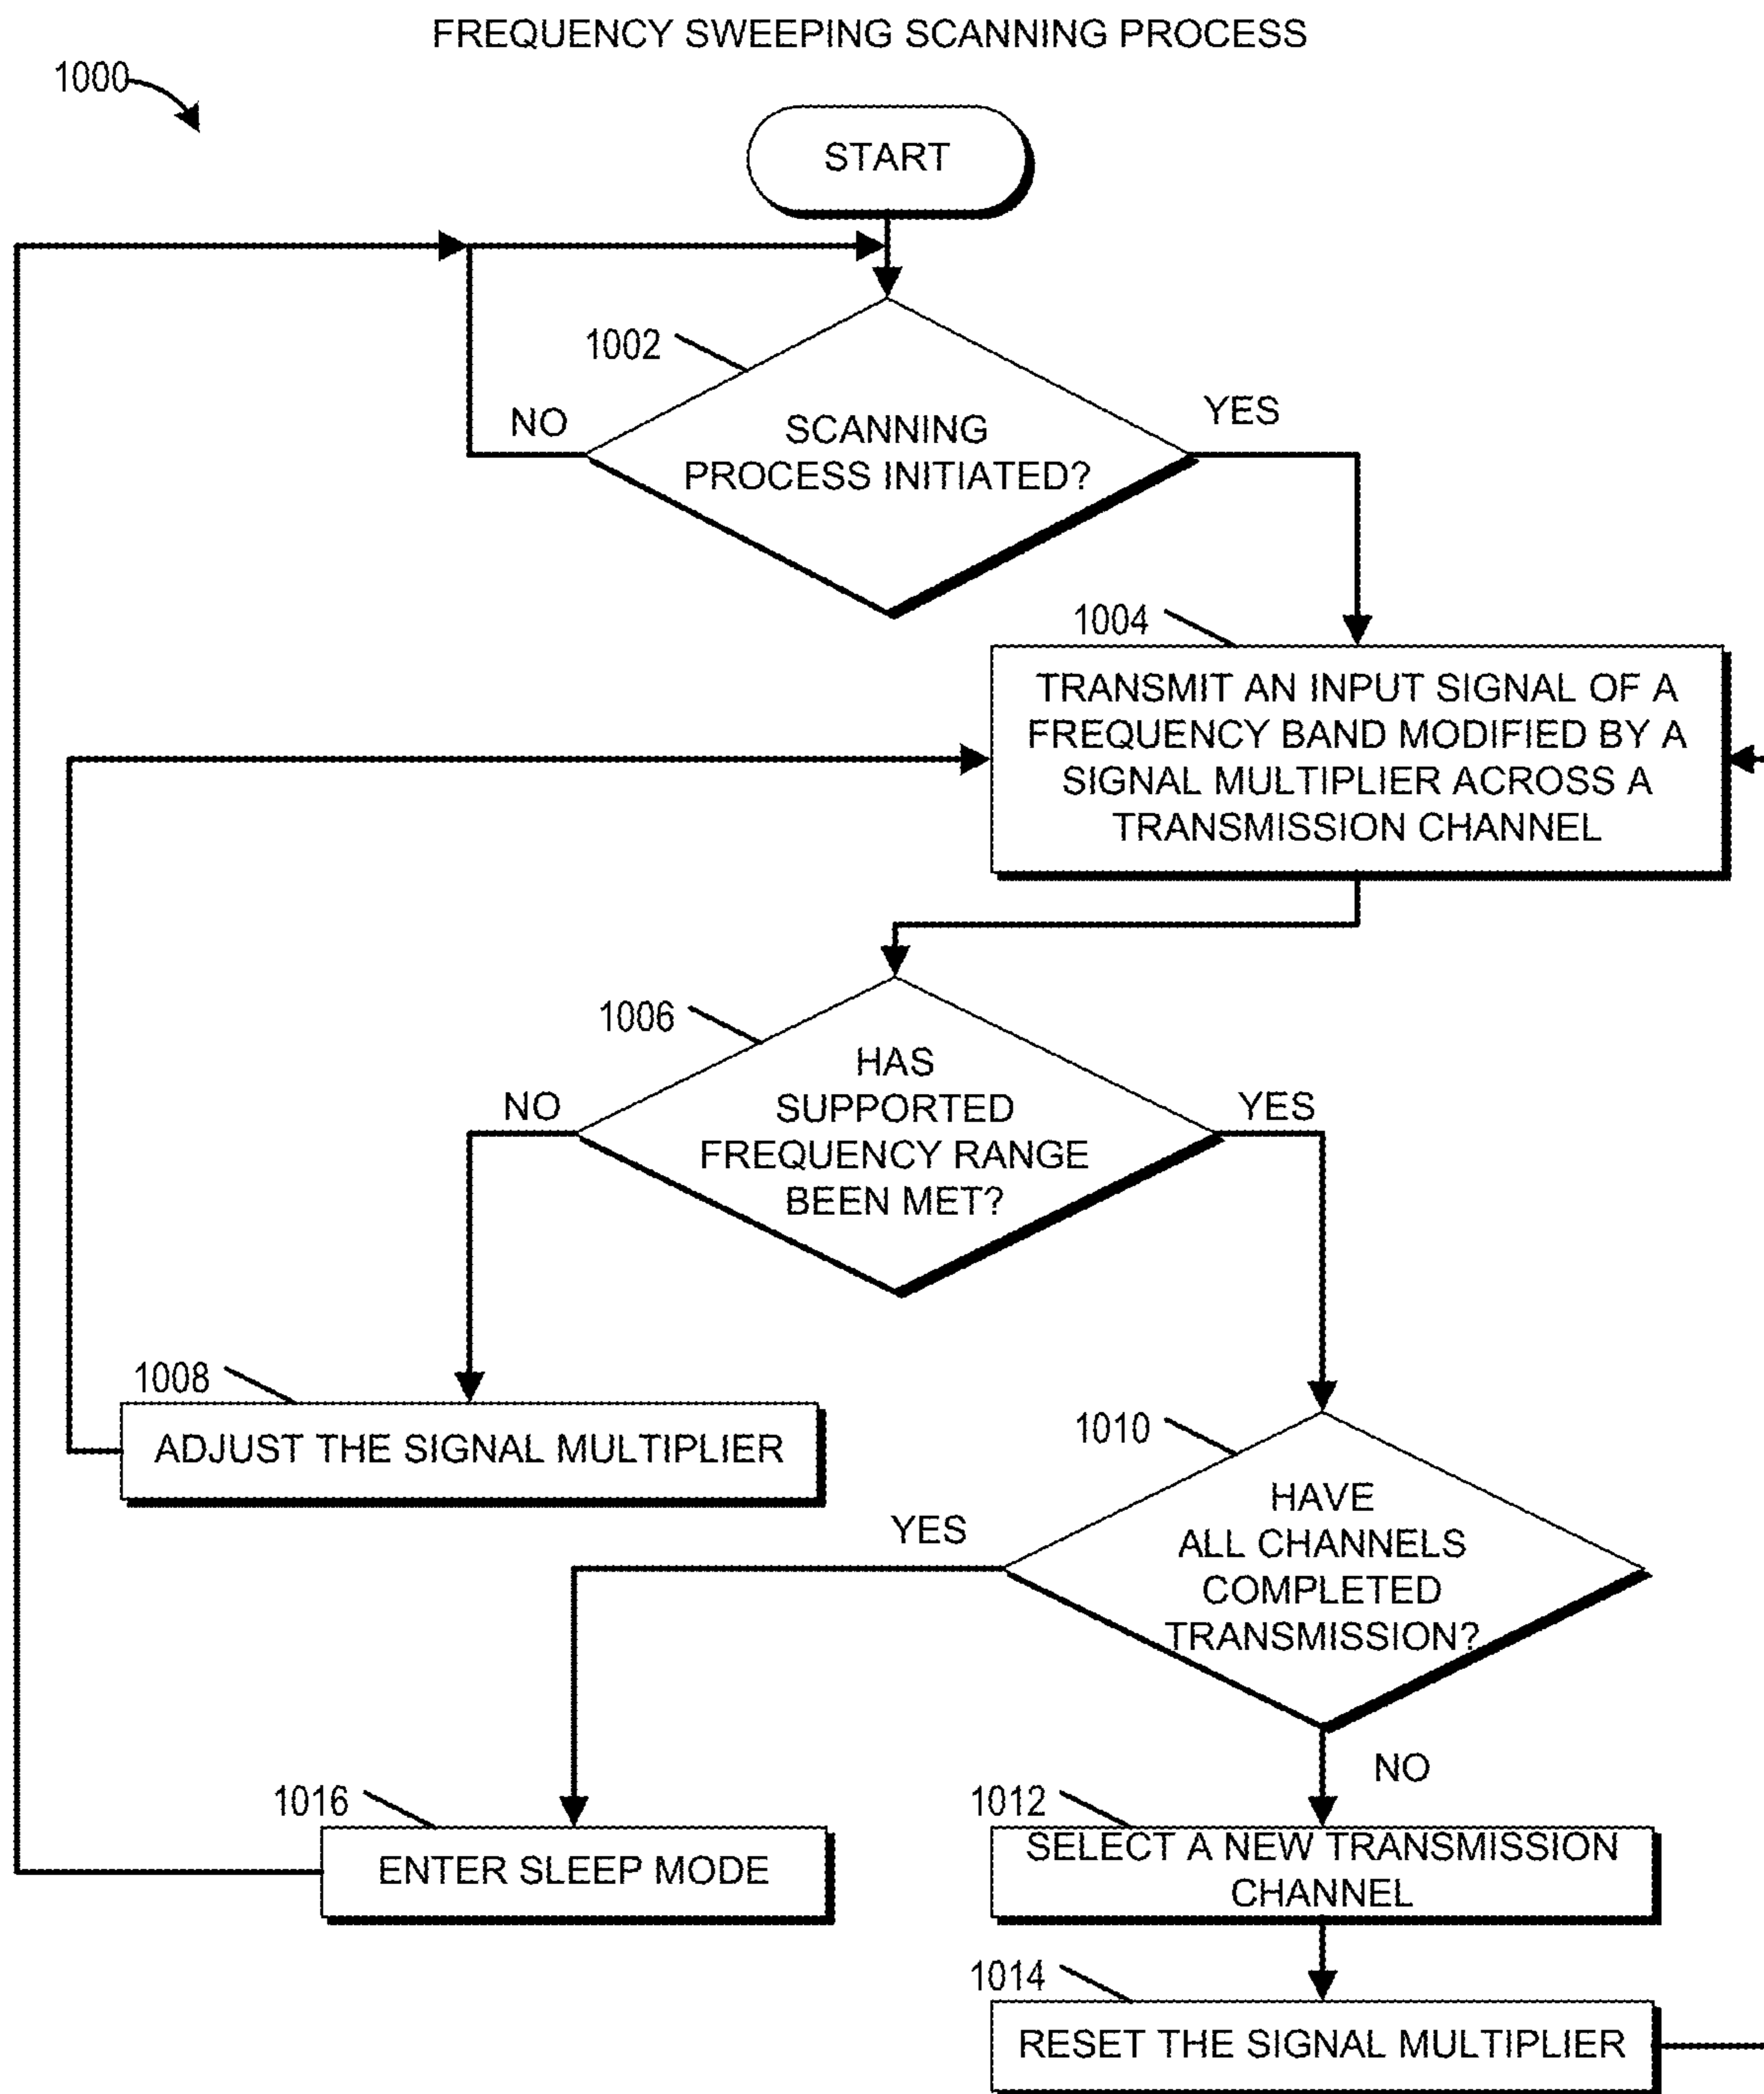 FREQUENCY SWEEPING SCANNING PROCESS
1000
START
1002
NO
YES
SCANNING
PROCESS INITIATED?
1004
TRANSMIT AN INPUT SIGNAL OF A
FREQUENCY BAND MODIFIED BY A
SIGNAL MULTIPLIER ACROSS A
TRANSMISSION CHANNEL
1006
NO
YES
HAS
SUPPORTED
FREQUENCY RANGE
BEEN MET?
1008
ADJUST THE SIGNAL MULTIPLIER
1010
YES
HAVE
ALL CHANNELS
COMPLETED
TRANSMISSION?
NO
1016
ENTER SLEEP MODE
1012
SELECT A NEW TRANSMISSION
CHANNEL
1014
RESET THE SIGNAL MULTIPLIER